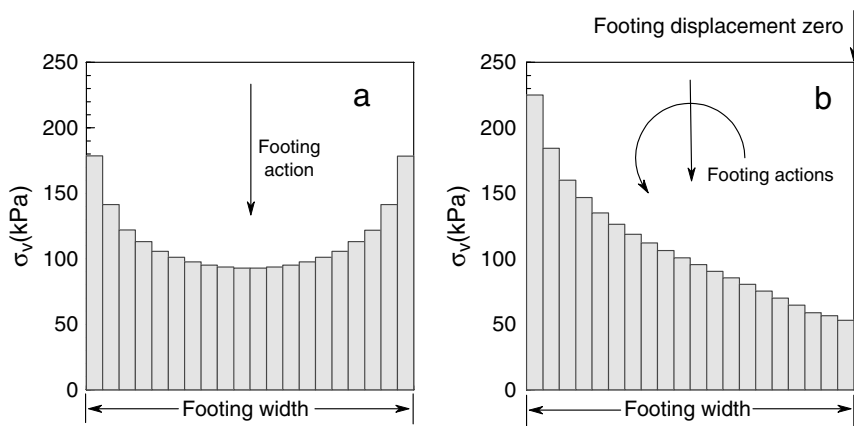 Footing displacement zero
250
200
150
100
50
0
σv(kPa)
a
Footing
action
Footing width
250
200
150
100
50
0
σv(kPa)
b
Footing actions
Footing width